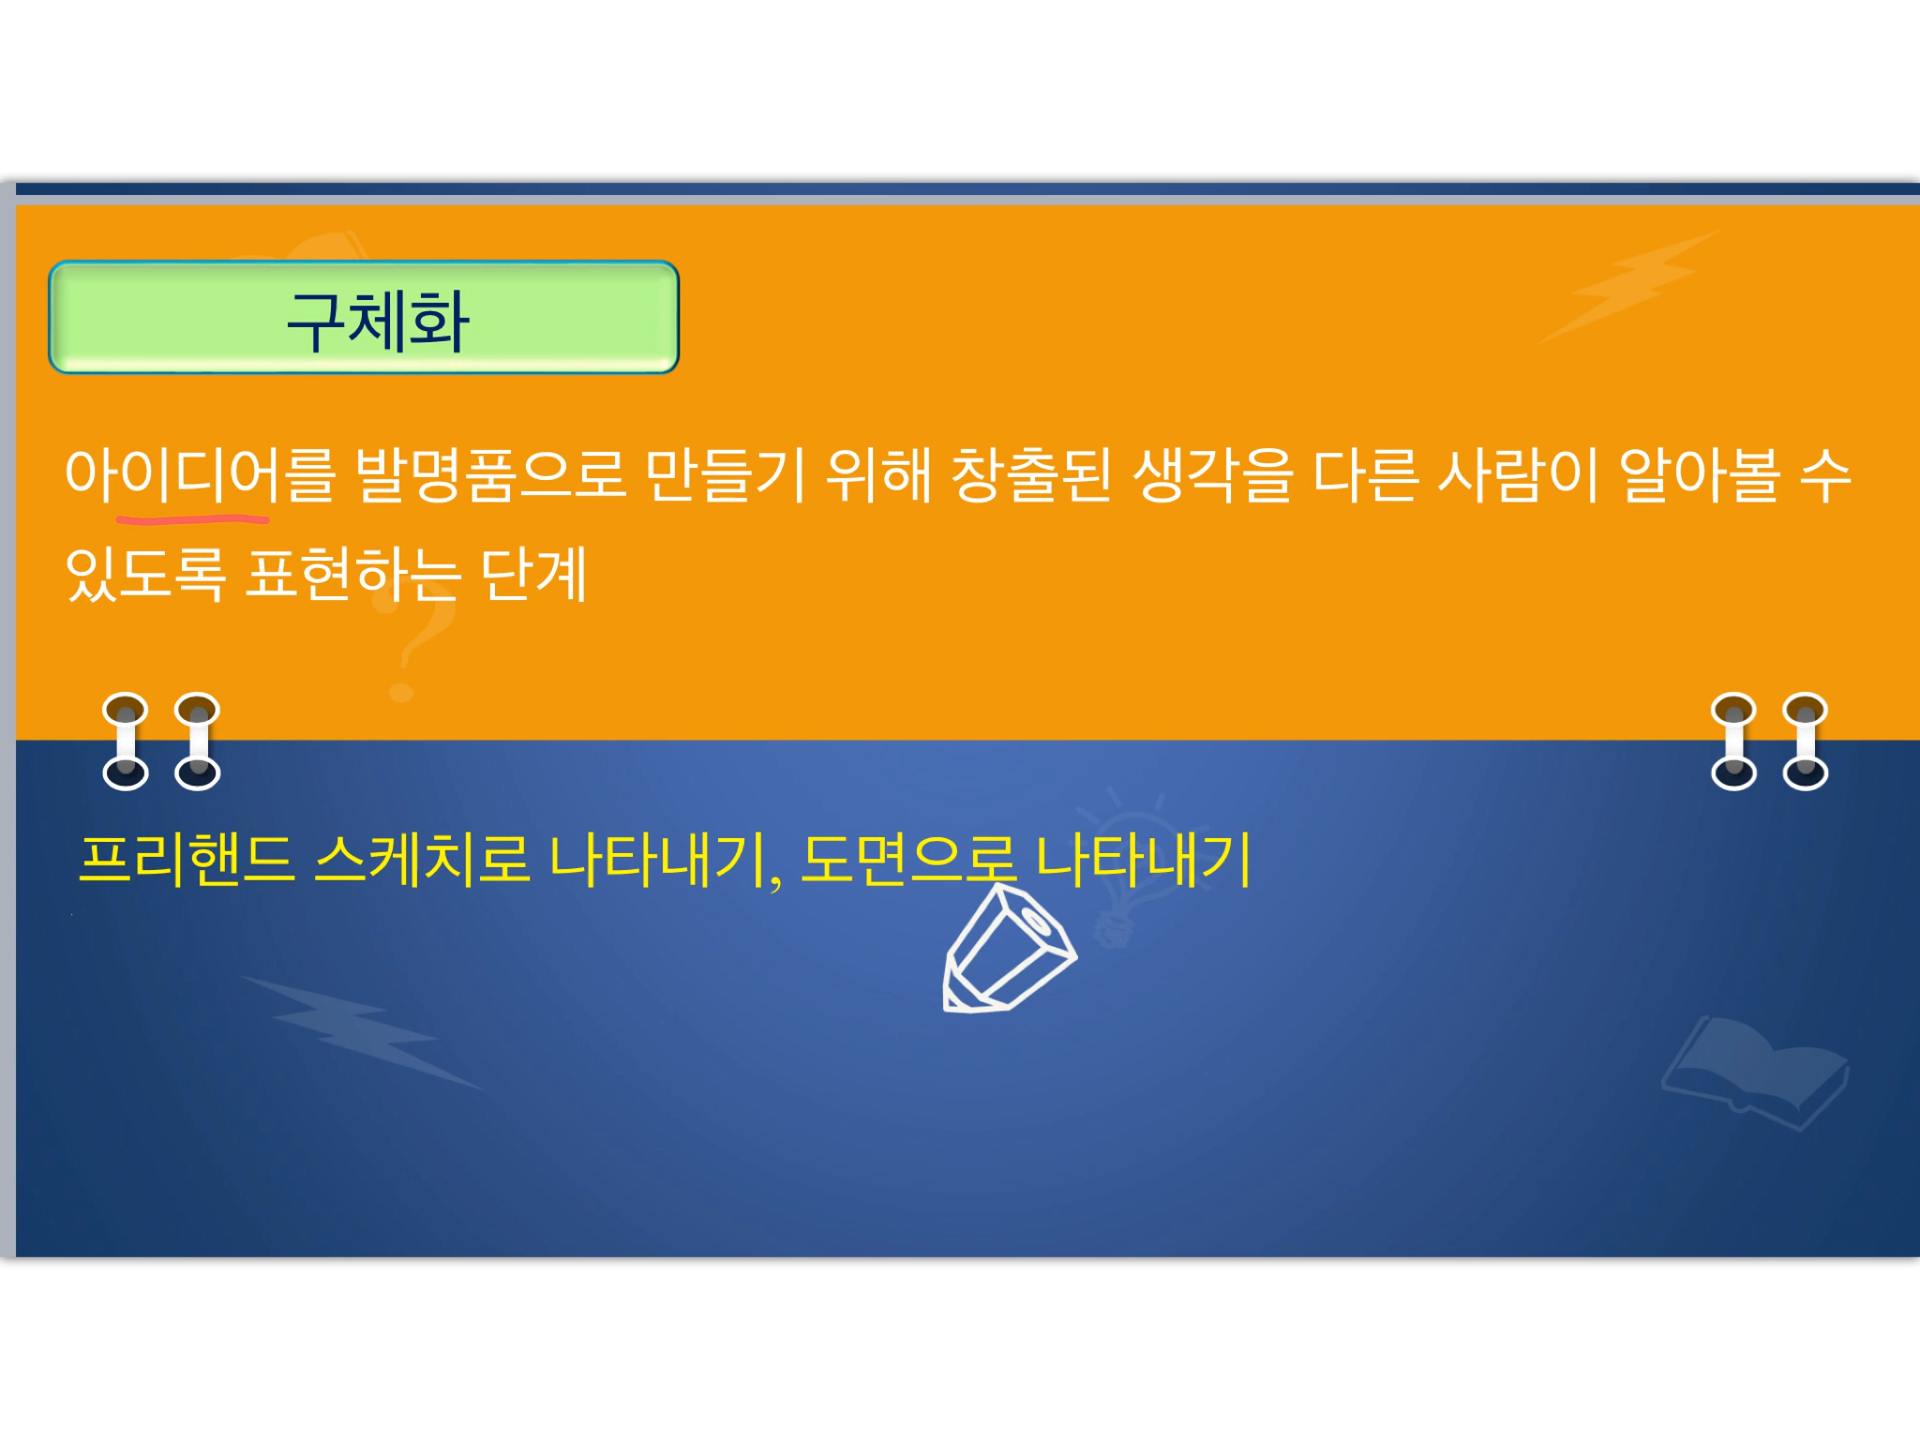 구체화
아이디어를 발명품으로 만들기 위해 창출된 생각을 다른 사람이 알아볼 수
있도록 표현하는 단계
프리핸드 스케치로 나타내기, 도면으로 나타내기